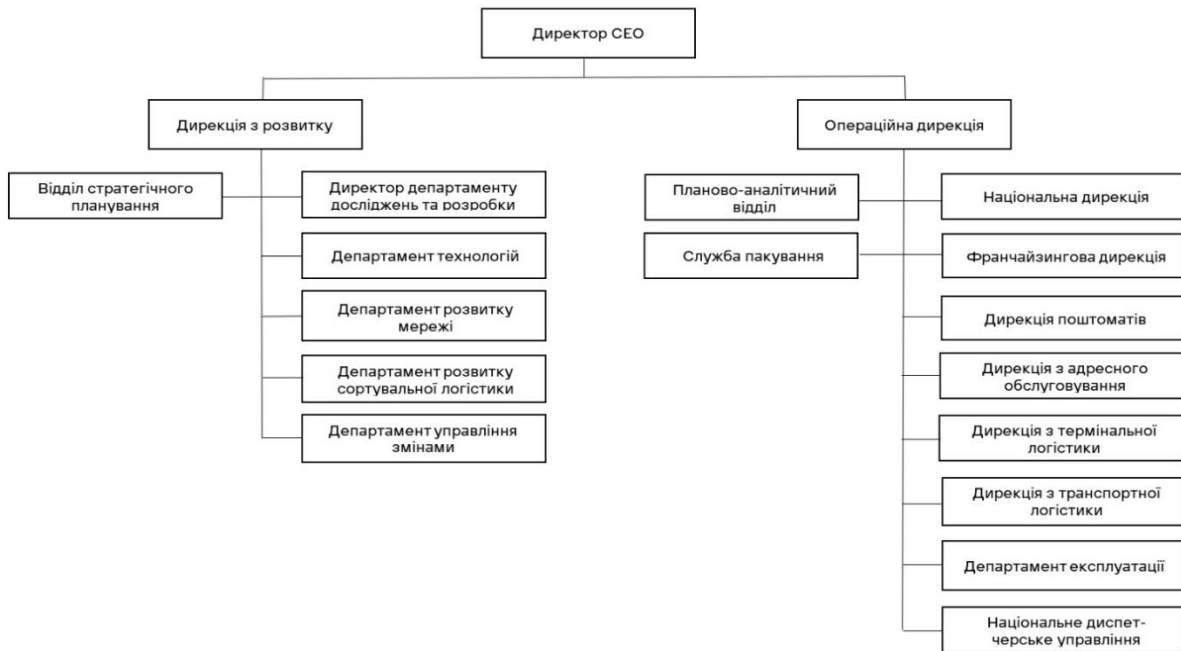 Директор CEO
Дирекція з розвитку
Операційна дирекція
Відділ стратегічного
планування
Директор департаменту
досліджень та розробки
Департамент технологій
Департамент розвитку
мережі
Департамент розвитку
сортувальної логістики
Департамент управління
змінами
Планово-аналітичний
відділ
Служба пакування
Національна дирекція
Франчайзингова дирекція
Дирекція поштоматів
Дирекція з адресного
обслуговування
Дирекція з термінальної
логістики
Дирекція з транспортної
логістики
Департамент експлуатації
Національне диспет-
черське управління